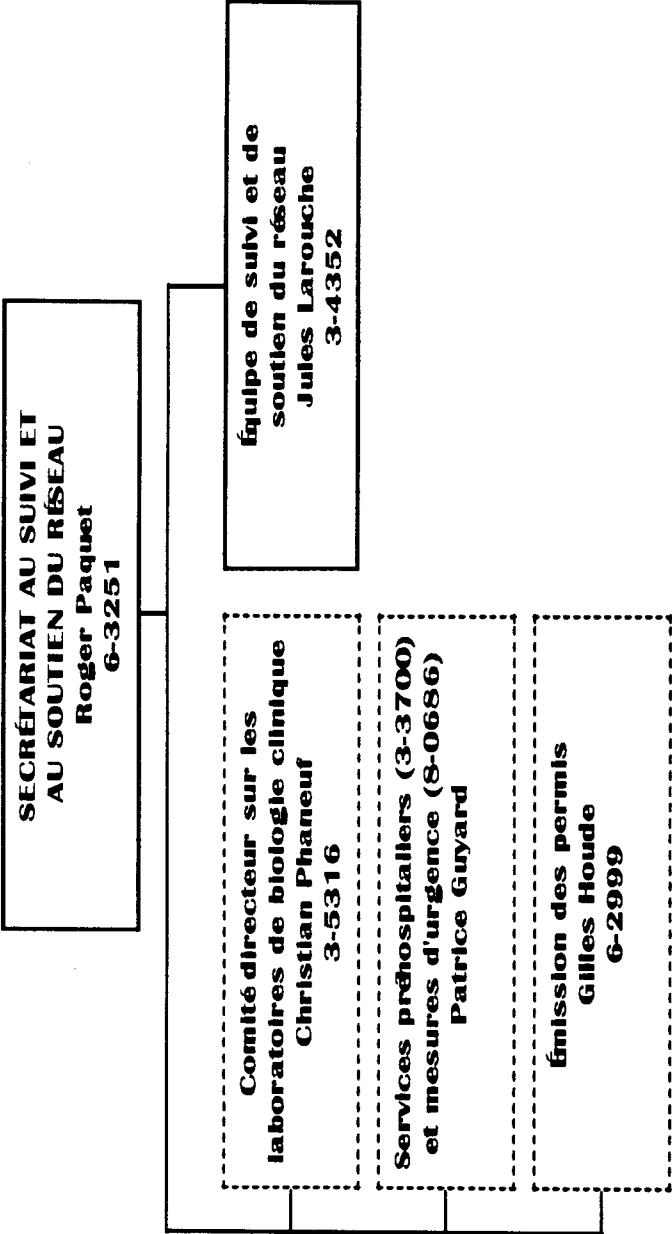 SECRÉTARIAT AU SUIVI ET
AU SOUTIEN DU RÉSEAU
Roger Paquet
6-3251
Comité directeur sur les
laboratoires de biologie clinique
Christian Phaneuf
3-5316
Services préhospitaliers (3-3700)
et mesures d'urgence (8-0686)
Patrice Guyard
Émission des permis
Gilles Houde
6-2999
Équipe de suivi et de
soutien du réseau
Jules Larouche
3-4352